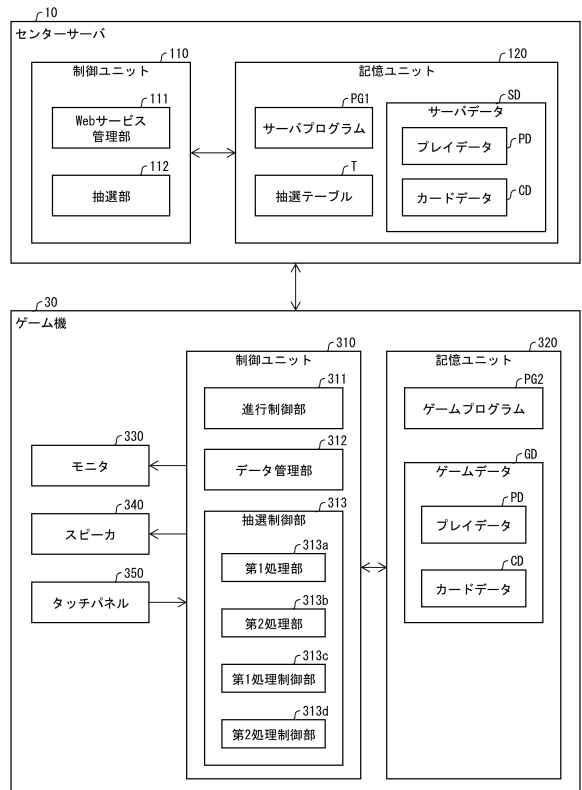 10
センターサーバ
110
制御ユニット
111
Webサービス
管理部
112
抽選部
120
記憶ユニット
PG1
サーバプログラム
T
抽選テーブル
SD
サーバデータ
PD
プレイデータ
CD
カードデータ
30
ゲーム機
310
制御ユニット
311
進行制御部
312
データ管理部
313
抽選制御部
313a
第1処理部
313b
第2処理部
313c
第1処理制御部
313d
第2処理制御部
330
モニタ
340
スピーカ
350
タッチパネル
320
記憶ユニット
PG2
ゲームプログラム
GD
ゲームデータ
PD
プレイデータ
CD
カードデータ